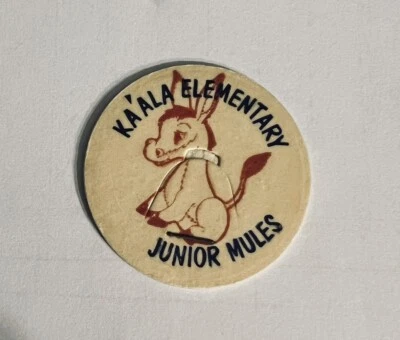 KA'ALA ELEMENTARY
JUNIOR MULES